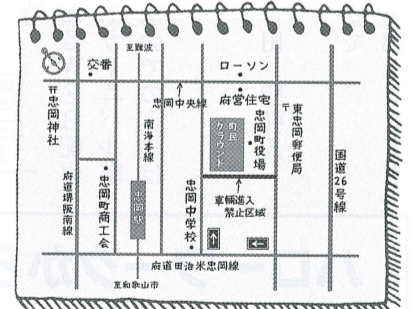 至難波
交番
ローソン
忠岡中央線
府営住宅
〒東忠岡郵便局
忠岡神社
南海本線
町民グラウンド
忠岡町役場
国道26号線
府道堺阪南線
忠岡町商工会
忠岡駅
忠岡中学校
車輌進入
禁止区域
府道田治米忠岡線
至和歌山市